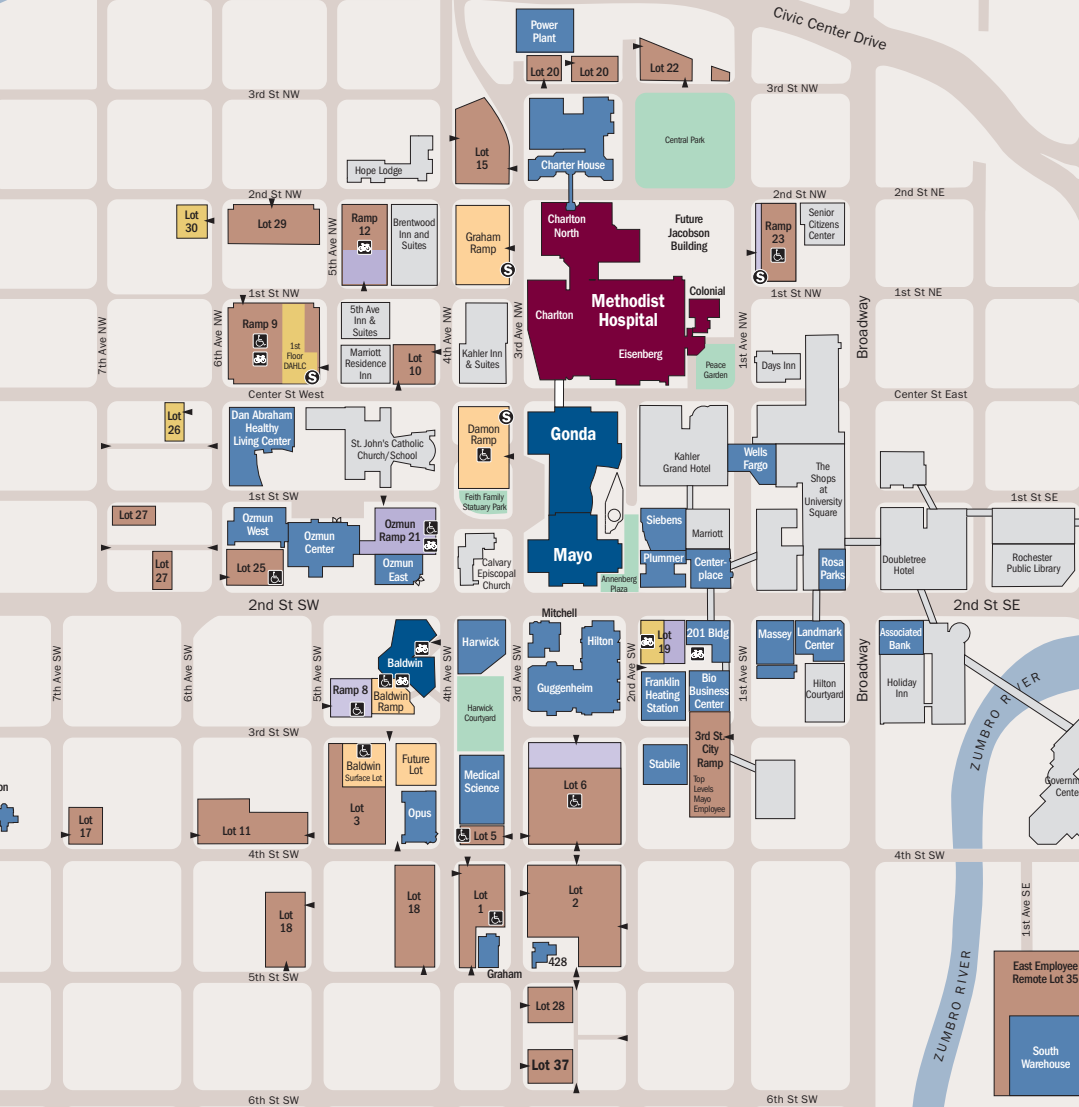 Civic Center Drive
Power
Plant
Lot 20
Lot 20
Lot 22
3rd St NW
3rd St NW
Lot
15
Hope Lodge
Charter House
Central Park
2nd St NW
2nd St NW
2nd St NE
Lot
30
Lot 29
5th Ave NW
Ramp
12
Brentwood
Inn and
Suites
Graham
Ramp
S
Charlton
North
Future
Jacobson
Building
Ramp
23
S
Senior
Citizens
Center
1st St NW
1st St NW
1st St NE
7th Ave NW
6th Ave NW
Ramp 9
1st
Floor
DAHLC
S
5th Ave
Inn &
Suites
Marriott
Residence
Inn
Lot
10
4th Ave NW
Kahler Inn
& Suites
3rd Ave NW
Charlton
Methodist
Hospital
Eisenberg
Colonial
Peace
Garden
1st Ave NW
Days Inn
Broadway
Center St West
Center St East
Lot
26
Dan Abraham
Healthy
Living Center
St. John's Catholic
Church/School
Damon
Ramp
S
Feith Family
Statuary Park
Gonda
Kahler
Grand Hotel
Wells
Fargo
The
Shops
at
University
Square
1st St SW
1st St SE
Lot 27
Lot
27
Ozmun
West
Ozmun
Center
Ozmun
Ramp 21
Ozmun
East
Lot 25
Calvary
Episcopal
Church
Mayo
Annenberg
Plaza
Siebens
Plummer
Marriott
Center-
place
Rosa
Parks
Doubletree
Hotel
Rochester
Public Library
2nd St SW
2nd St SE
7th Ave SW
6th Ave SW
5th Ave SW
Baldwin
Ramp 8
Baldwin
Ramp
4th Ave SW
Harwick
Harwick
Courtyard
3rd Ave SW
Mitchell
Hilton
Guggenheim
2nd Ave SW
Lot
19
201 Bldg
Franklin
Heating
Station
Bio
Business
Center
1st Ave SW
Massey
Landmark
Center
Hilton
Courtyard
Broadway
Associated
Bank
Holiday
Inn
ZUMBRO RIVER
3rd St SW
on
Lot
17
Lot 11
Baldwin
Surface Lot
Lot
3
Future
Lot
Opus
Medical
Science
Lot 5
Lot 6
Stabile
3rd St.
City
Ramp
Top
Levels
Mayo
Employee
Governm
Cente
4th St SW
4th St SW
Lot
18
Lot
18
Lot
1
Graham
Lot
2
428
1st Ave SE
5th St SW
Lot 28
Lot 37
ZUMBRO RIVER
East Employee
Remote Lot 35
South
Warehouse
6th St SW
6th St SW